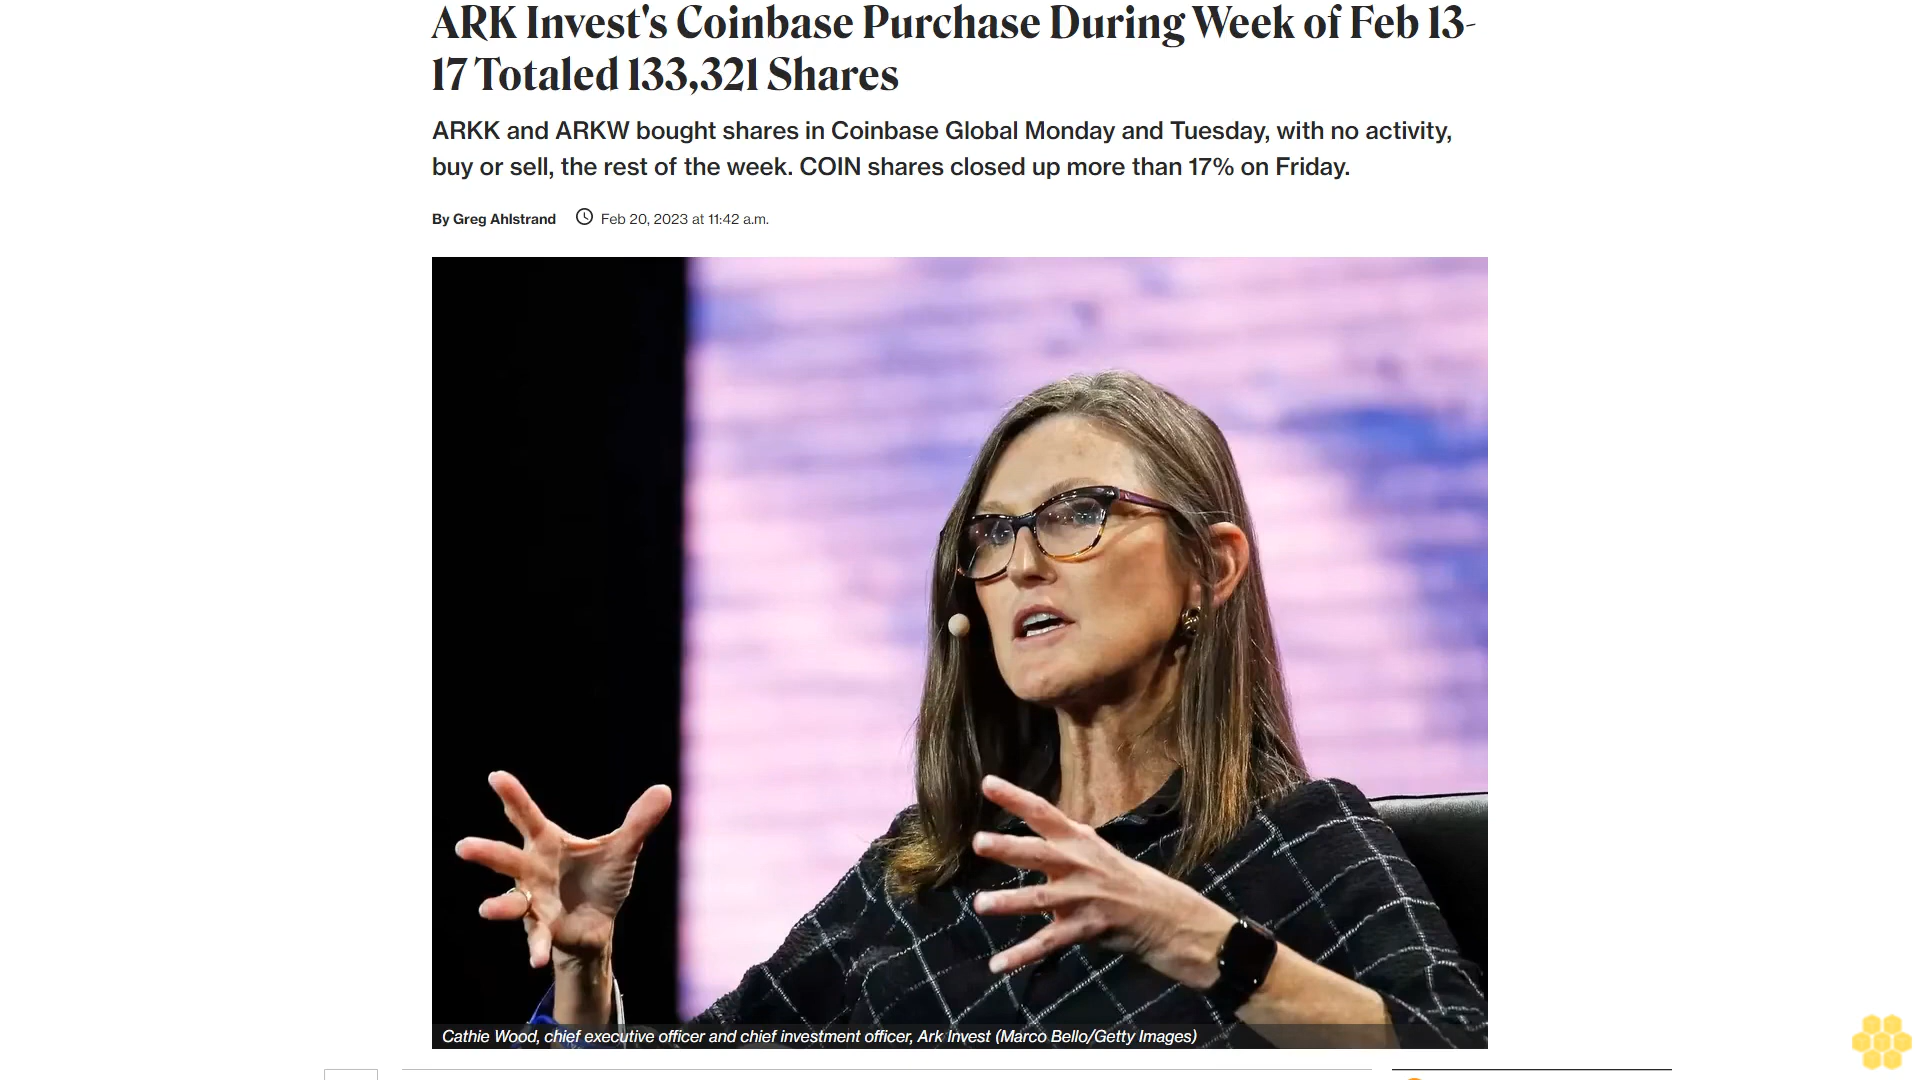 ARK Invest's Coinbase Purchase During Week of Feb 13-
17 Totaled 133,321 Shares
ARKK and ARKW bought shares in Coinbase Global Monday and Tuesday, with no activity,
buy or sell, the rest of the week. COIN shares closed up more than 17% on Friday.
By Greg Ahlstrand Feb 20, 2023 at 11:42 a.m.
Cathie Wood, chief executive officer and chief investment officer, Ark Invest (Marco Bello/Getty Images)